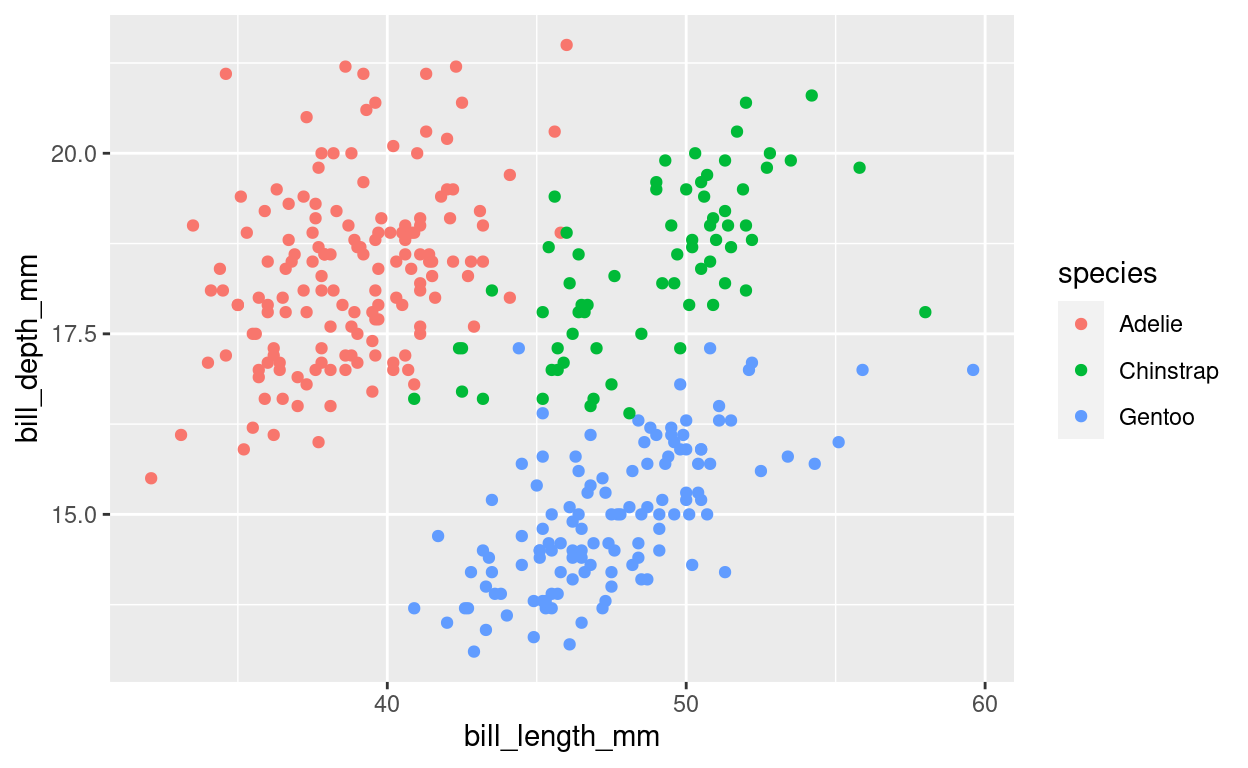 20.0
17.5
15.0
bill_depth_mm
40
50
60
bill_length_mm
species
Adelie
Chinstrap
Gentoo